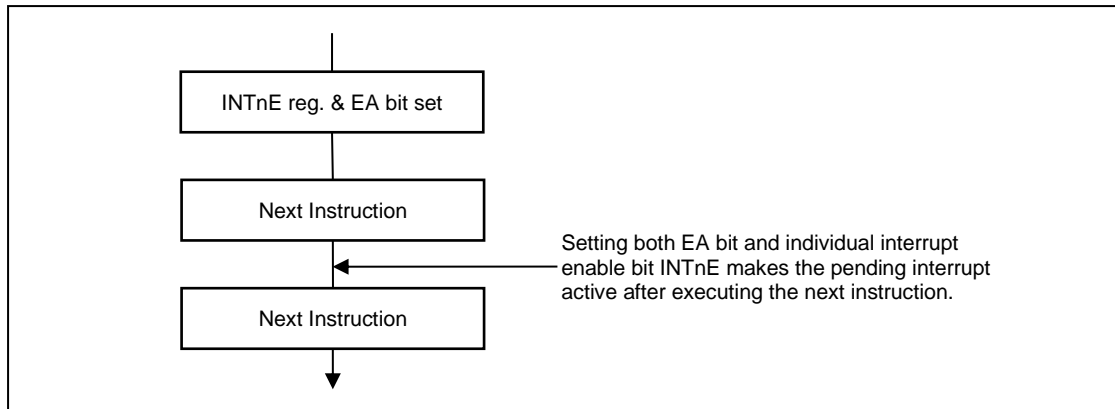 INTnE reg. & EA bit set
Next Instruction
Setting both EA bit and individual interrupt
enable bit INTnE makes the pending interrupt
active after executing the next instruction.
Next Instruction